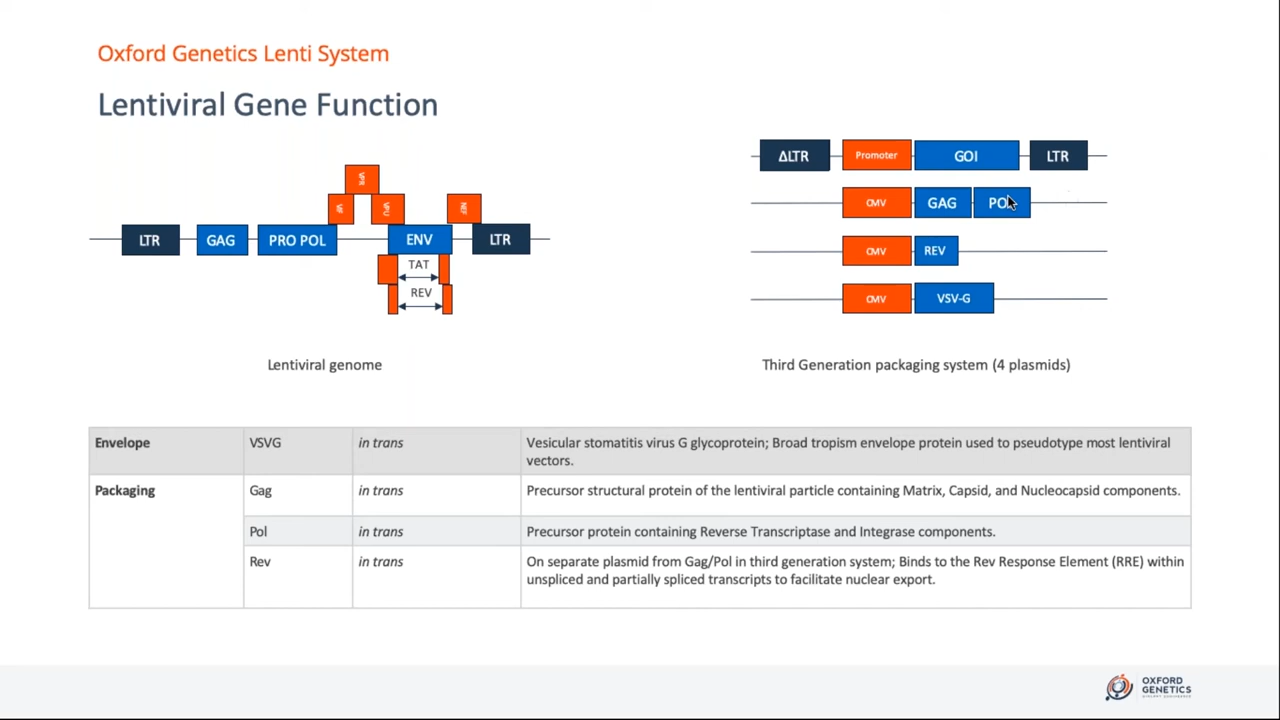 Oxford Genetics Lenti System
Lentiviral Gene Function
VPR
VIF
VPU
NEF
LTR
GAG
PRO POL
ENV
LTR
TAT
REV
Lentiviral genome
ΔLTR
Promoter
GOI
LTR
CMV
GAG
POL
CMV
REV
CMV
VSV-G
Third Generation packaging system (4 plasmids)
Envelope
VSVG
in trans
Vesicular stomatitis virus G glycoprotein; Broad tropism envelope protein used to pseudotype most lentiviral
vectors.
Packaging
Gag
in trans
Precursor structural protein of the lentiviral particle containing Matrix, Capsid, and Nucleocapsid components.
Pol
in trans
Precursor protein containing Reverse Transcriptase and Integrase components.
Rev
in trans
On separate plasmid from Gag/Pol in third generation system; Binds to the Rev Response Element (RRE) within
unspliced and partially spliced transcripts to facilitate nuclear export.
OXFORD
GENETICS